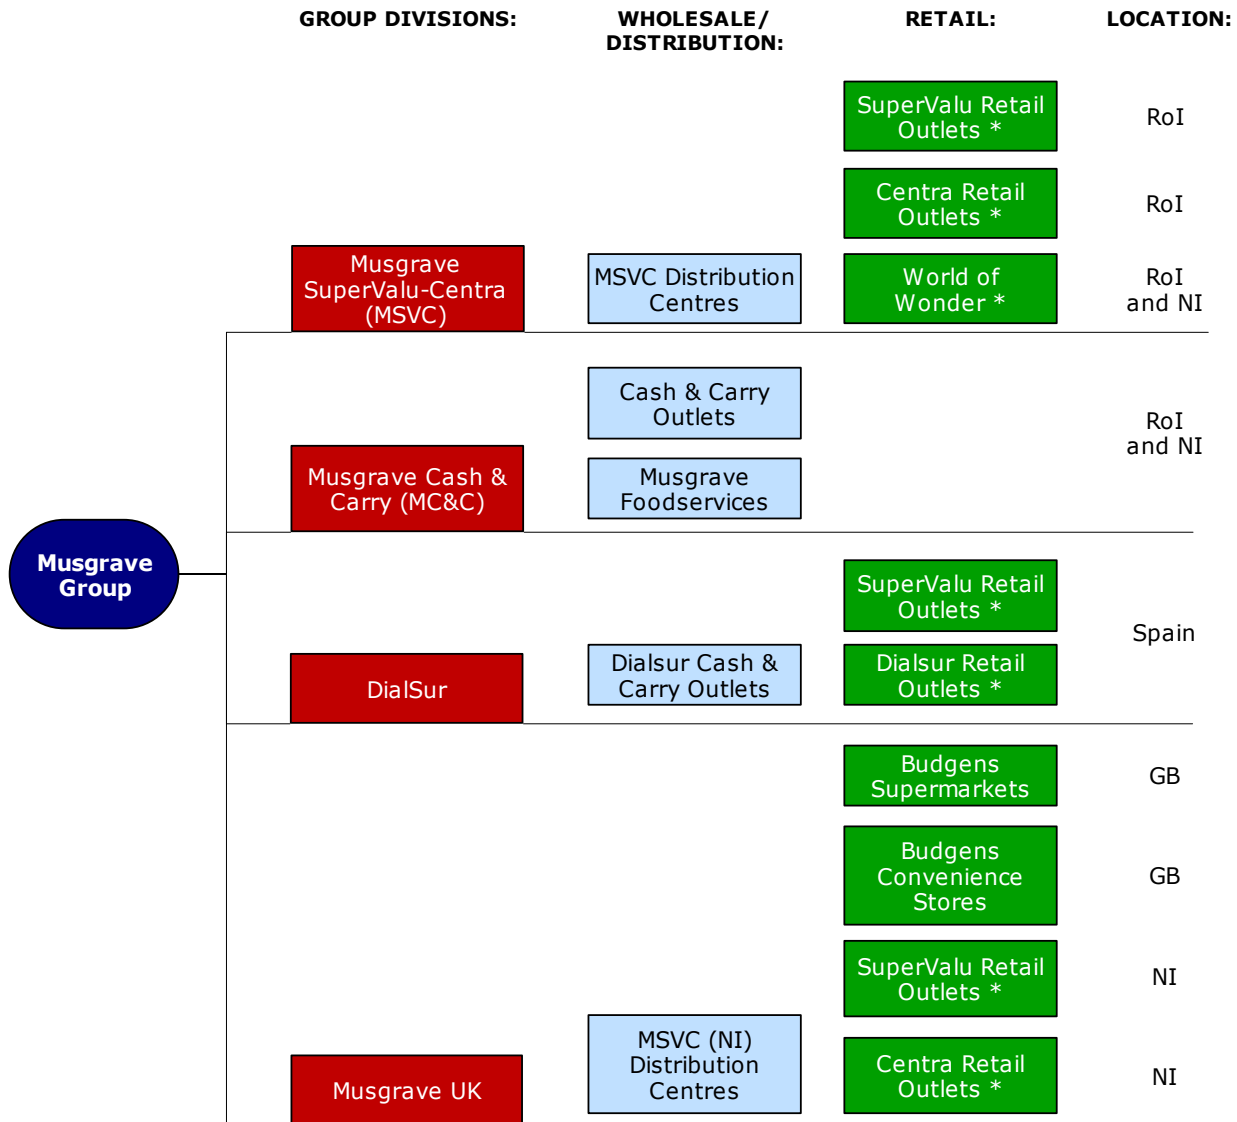 GROUP DIVISIONS:
WHOLESALE/
DISTRIBUTION:
RETAIL:
LOCATION:
SuperValu Retail
Outlets *
RoI
Centra Retail
Outlets *
RoI
Musgrave
SuperValu-Centra
(MSVC)
MSVC Distribution
Centres
World of
Wonder *
RoI
and NI
Cash & Carry
Outlets
RoI
and NI
Musgrave Cash &
Carry (MC&C)
Musgrave
Foodservices
Musgrave
Group
SuperValu Retail
Outlets *
Spain
DialSur
Dialsur Cash &
Carry Outlets
Dialsur Retail
Outlets *
Budgens
Supermarkets
GB
Budgens
Convenience
Stores
GB
SuperValu Retail
Outlets *
NI
Musgrave UK
MSVC (NI)
Distribution
Centres
Centra Retail
Outlets *
NI